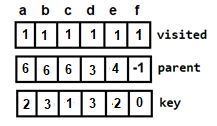 a b c d e f
1 1 1 1 1 1 visited
6 6 6 3 4 -1 parent
2 3 1 3 2 0 key